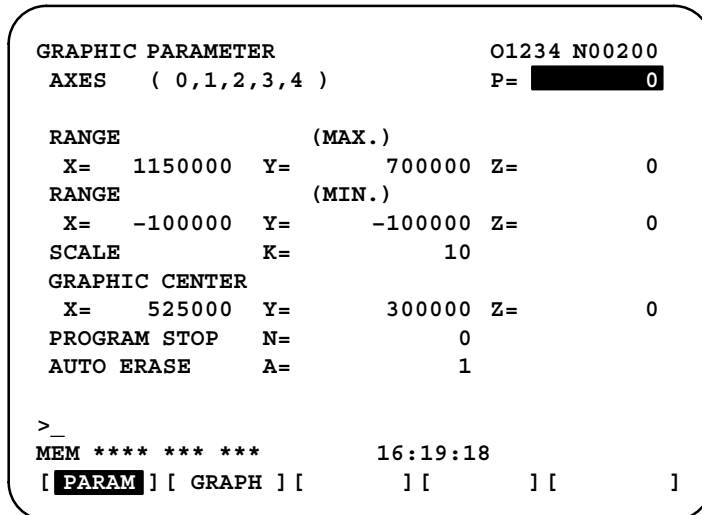 GRAPHIC PARAMETER O1234 N00200
AXES ( 0,1,2,3,4 ) P= 0
RANGE (MAX.)
X= 1150000 Y= 700000 Z= 0
RANGE (MIN.)
X= –100000 Y= –100000 Z= 0
SCALE K= 10
GRAPHIC CENTER
X= 525000 Y= 300000 Z= 0
PROGRAM STOP N= 0
AUTO ERASE A= 1
>_
MEM **** *** *** 16:19:18
[ PARAM ] [ GRAPH ] [ ] [ ] [ ]